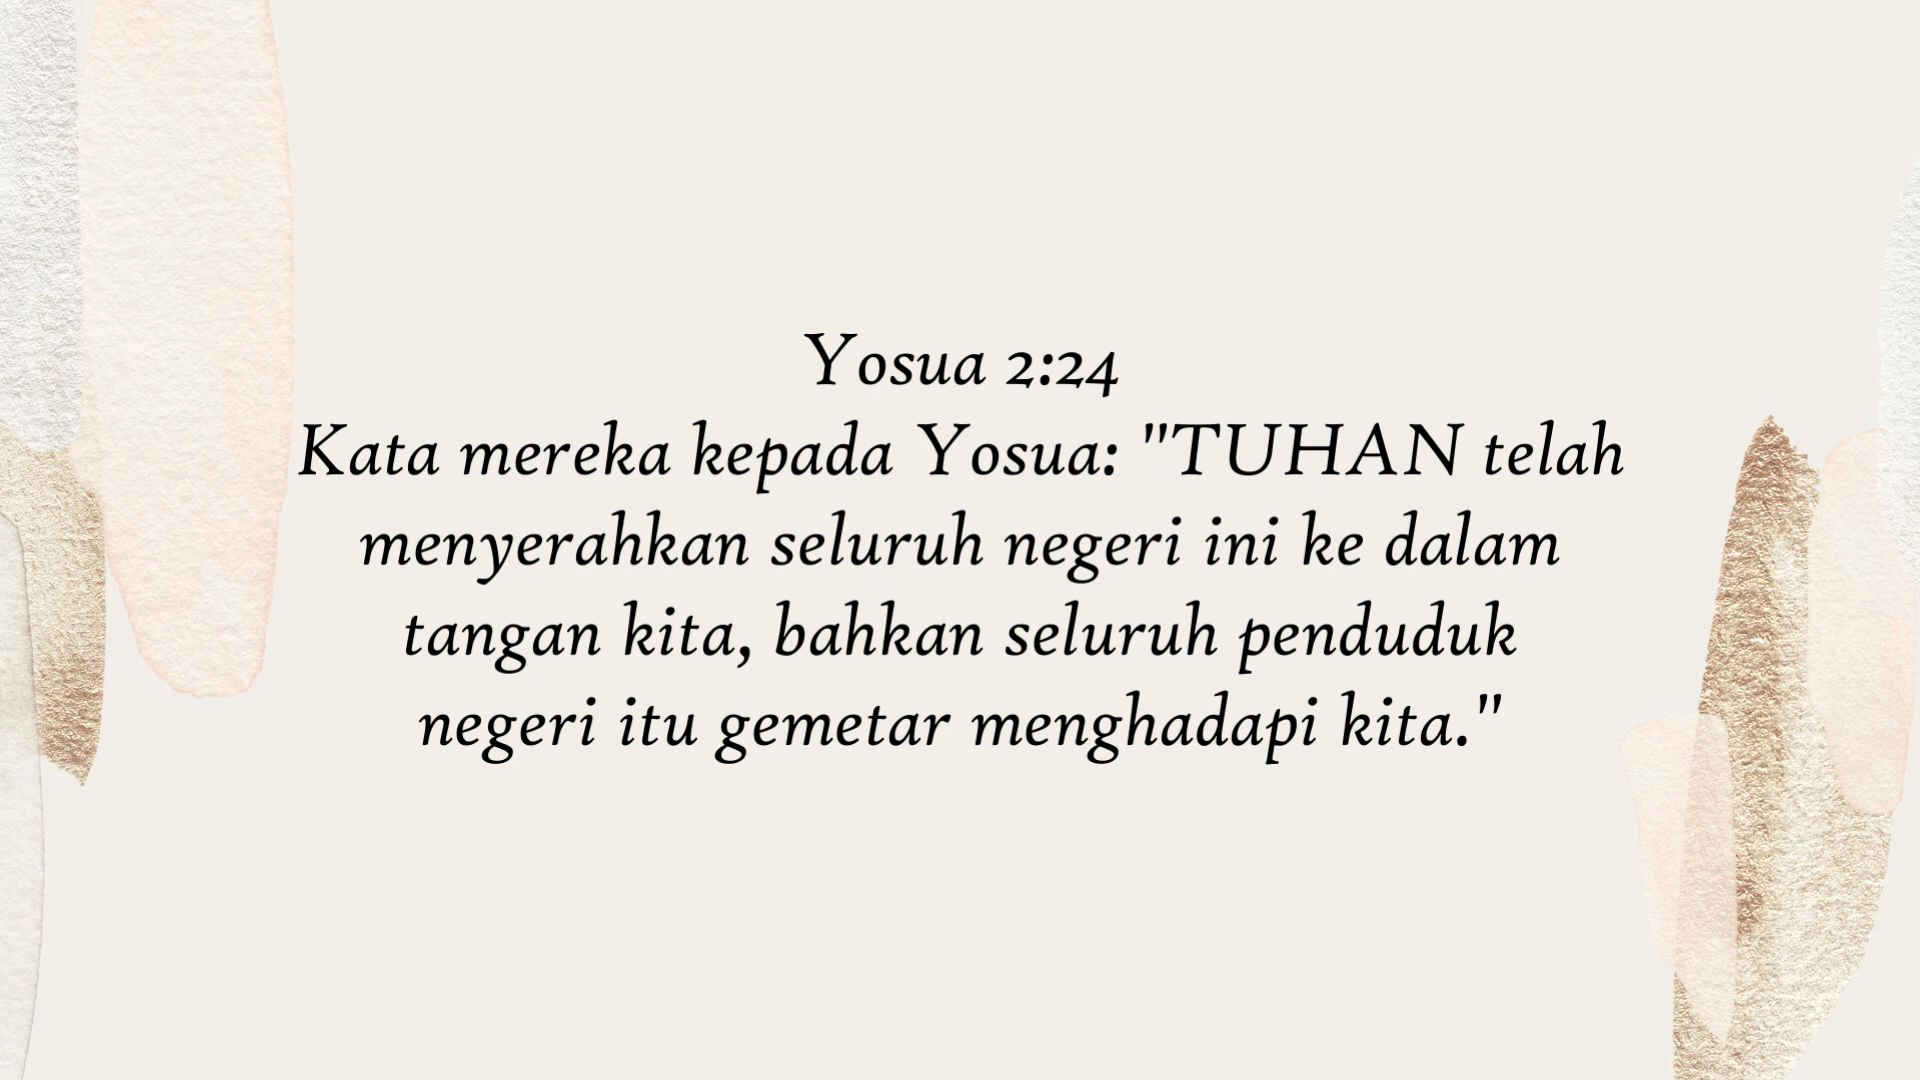 Yosua 2:24
Kata mereka kepada Yosua: "TUHAN telah
menyerahkan seluruh negeri ini ke dalam
tangan kita, bahkan seluruh penduduk
negeri itu gemetar menghadapi kita."